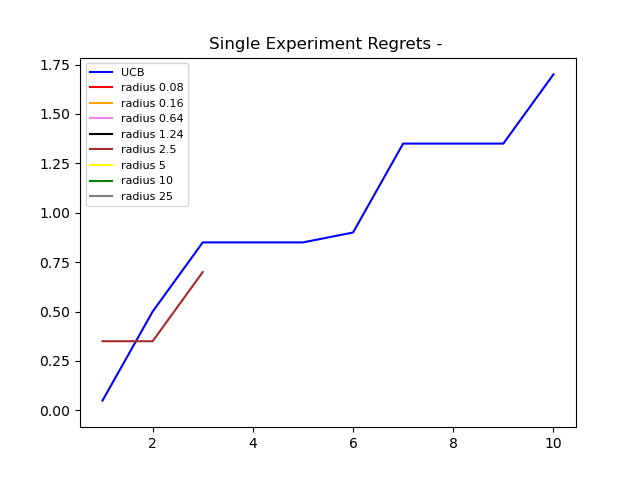 Single Experiment Regrets -
1.75
1.50
1.25
1.00
0.75
0.50
0.25
0.00
UCB
radius 0.08
radius 0.16
radius 0.64
radius 1.24
radius 2.5
radius 5
radius 10
radius 25
2 4 6 8 10